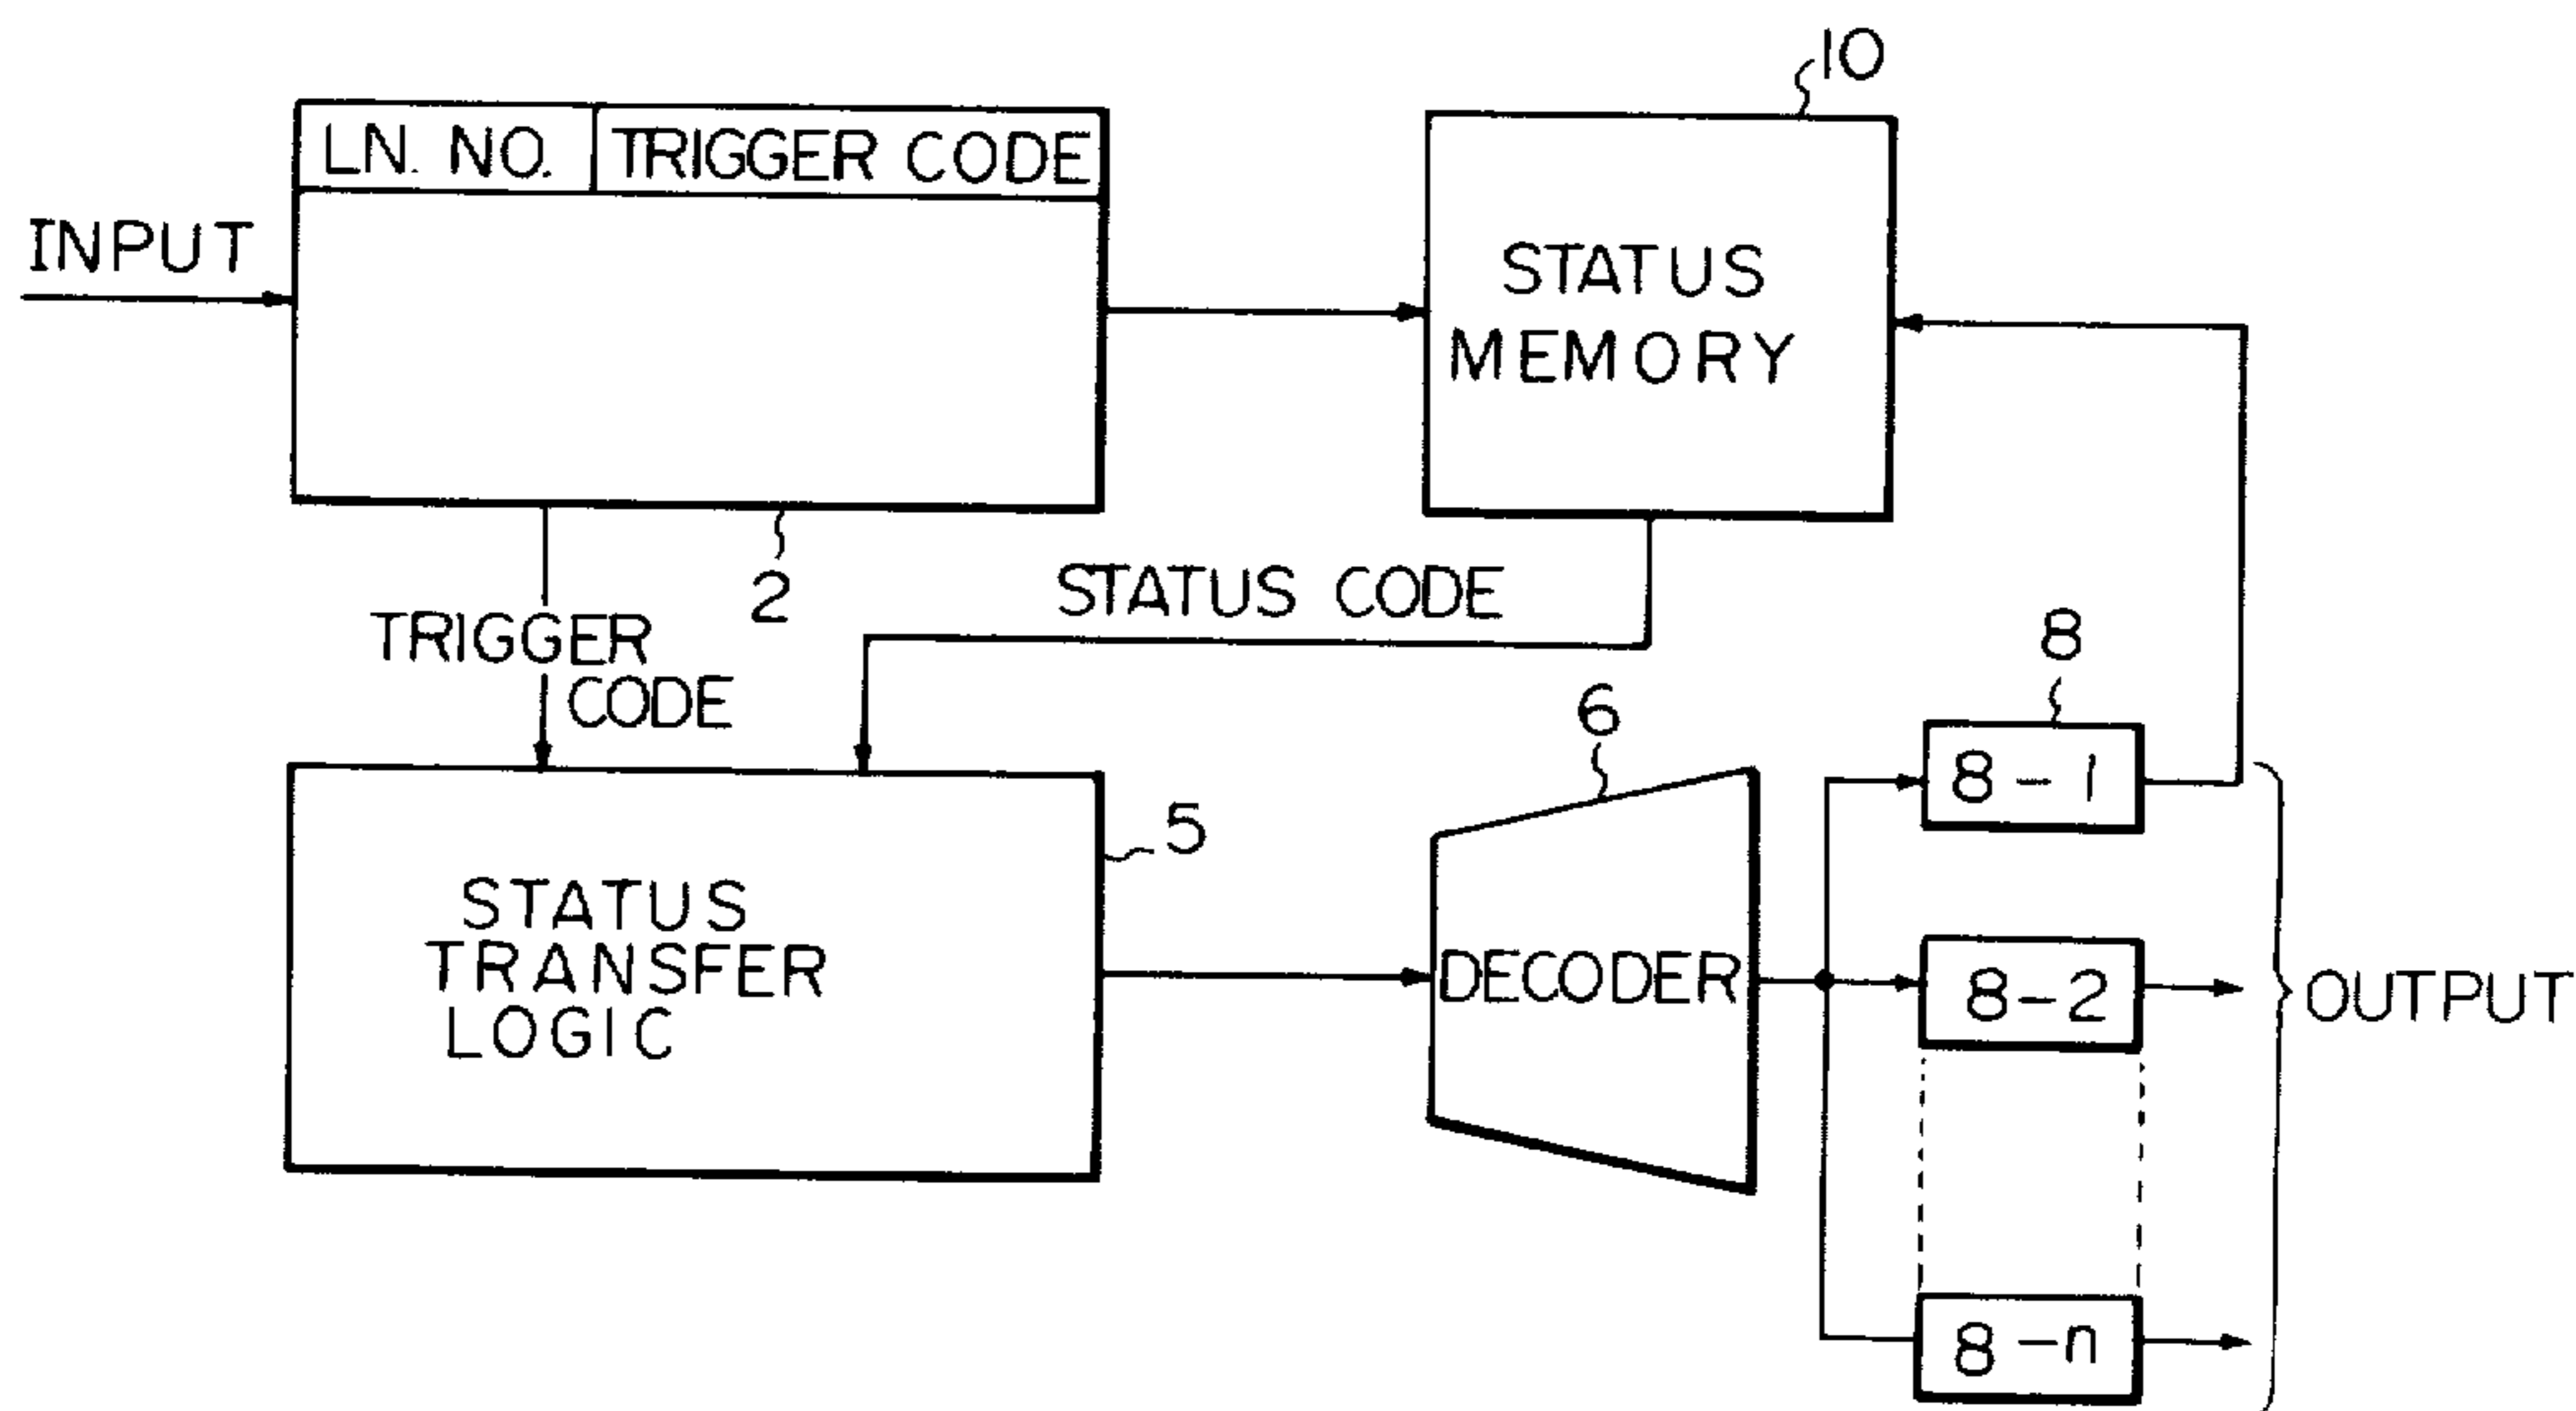 10
LN. NO. TRIGGER CODE
INPUT
STATUS
MEMORY
2
STATUS CODE
TRIGGER
CODE
8
6
8-1
5
STATUS
TRANSFER
LOGIC
DECODER
8-2
OUTPUT
8-n